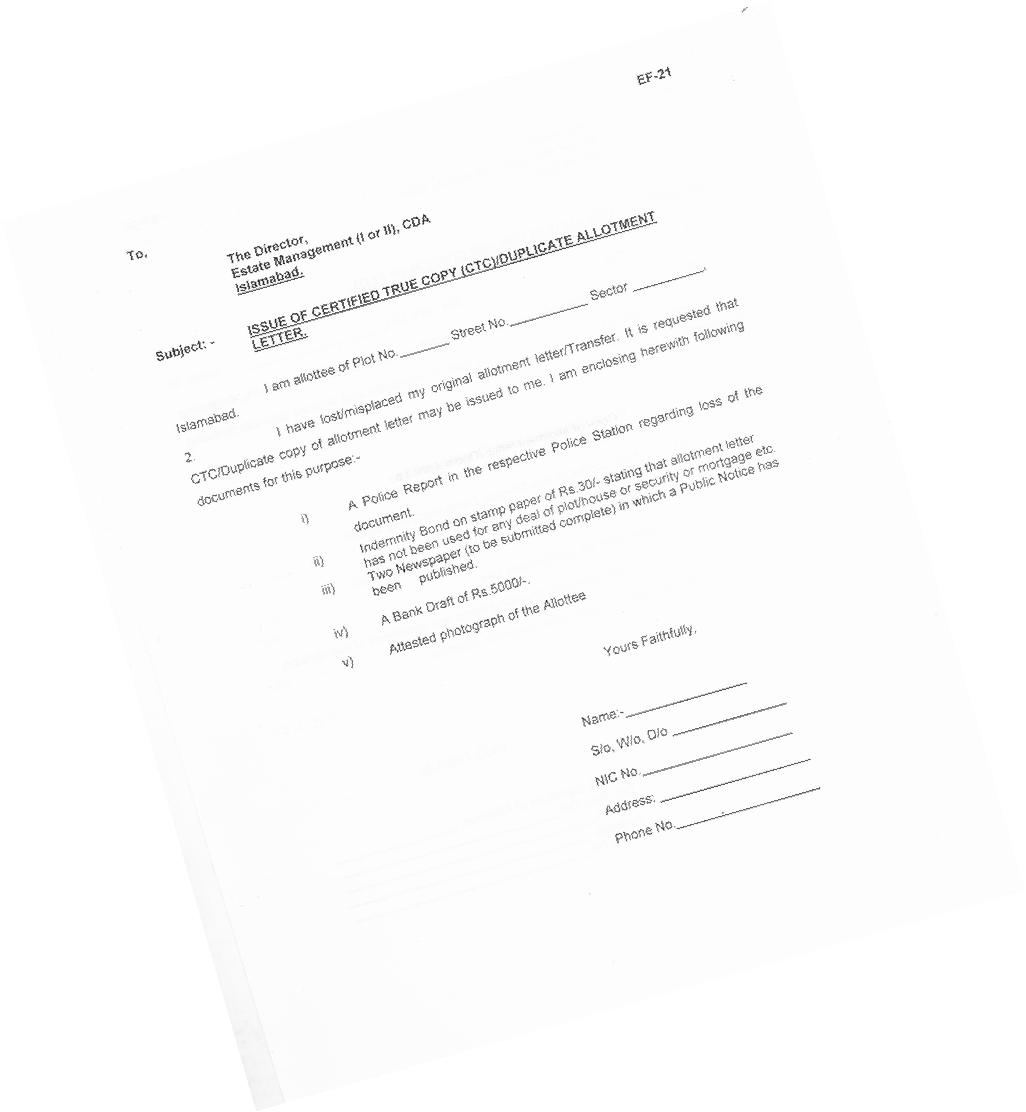 EF-21
To,
The Director,
Estate Management (I or II), CDA
Islamabad.
Subject: - ISSUE OF CERTIFIED TRUE COPY (CTC)/DUPLICATE ALLOTMENT
LETTER.
I am allottee of Plot No.________ Street No.____________ Sector ___________,
Islamabad.
2. I have lost/misplaced my original allotment letter/Transfer. It is requested that
CTC/Duplicate copy of allotment letter may be issued to me. I am enclosing herewith following
documents for this purpose:-
i) A Police Report in the respective Police Station regarding loss of the
document.
ii) Indemnity Bond on stamp paper of Rs.30/- stating that allotment letter
has not been used for any deal of plot/house or security or mortgage etc.
iii) Two Newspaper (to be submitted complete) in which a Public Notice has
been published.
iv) A Bank Draft of Rs.5000/-.
v) Attested photograph of the Allottee
Yours Faithfully,
Name:-__________________
S/o, W/o, D/o _________________
NIC No.______________________
Address: ______________________
Phone No._____________________